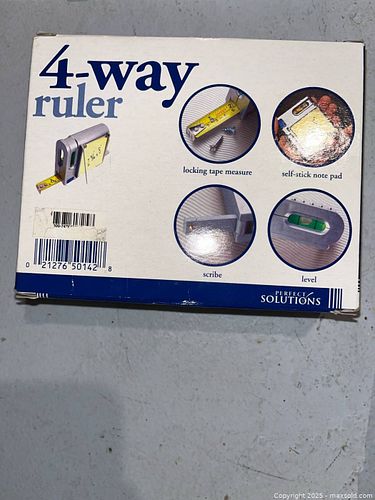 4-way
ruler
locking tape measure
self-stick note pad
scribe
level
0 21276 50142 8
PERFECT
SOLUTIONS
Copyright 2025 - maxsold.com